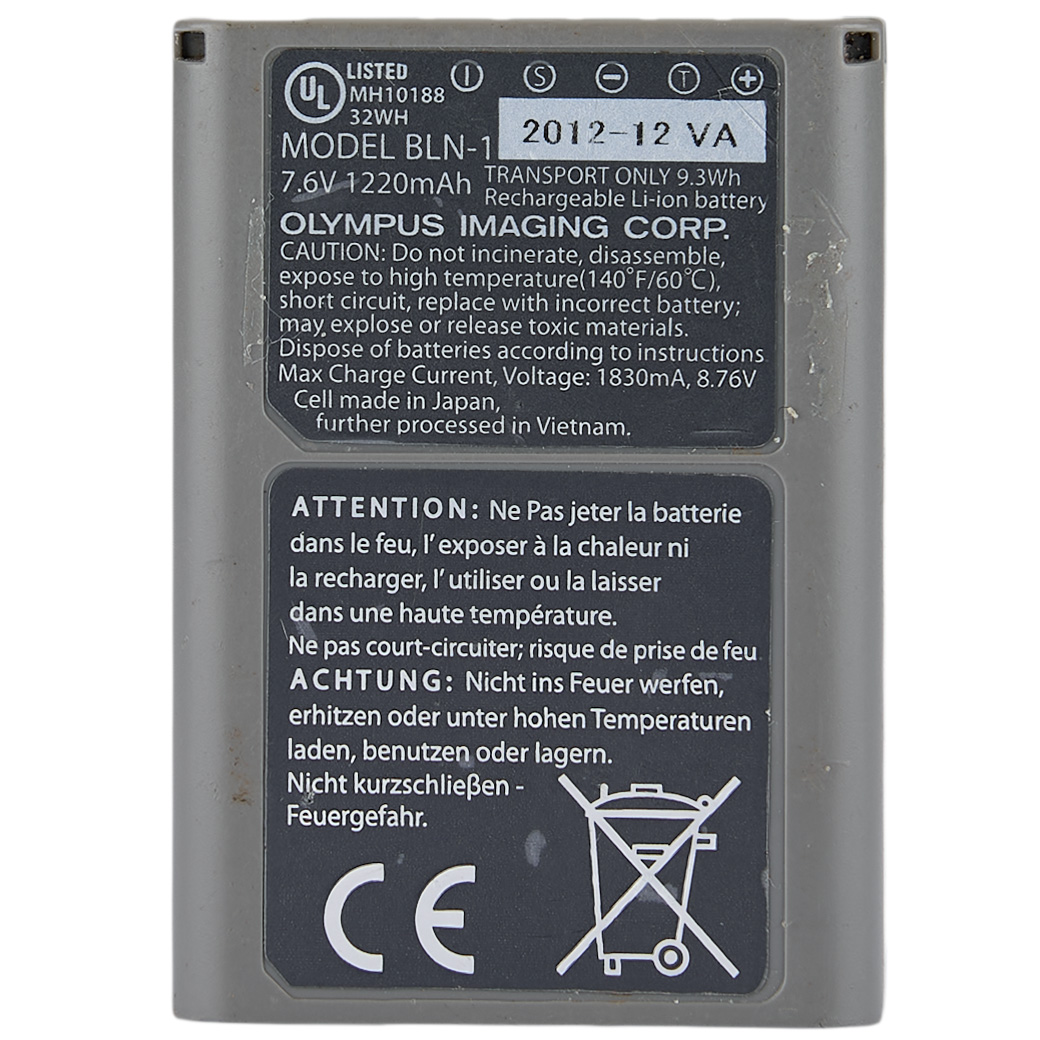 UL LISTED
MH10188
32WH
I S − T +
MODEL BLN-1
2012-12 VA
7.6V 1220mAh
TRANSPORT ONLY 9.3Wh
Rechargeable Li-ion battery
OLYMPUS IMAGING CORP.
CAUTION: Do not incinerate, disassemble,
expose to high temperature(140°F/60°C),
short circuit, replace with incorrect battery;
may explose or release toxic materials.
Dispose of batteries according to instructions
Max Charge Current, Voltage: 1830mA, 8.76V
Cell made in Japan,
further processed in Vietnam.
ATTENTION: Ne Pas jeter la batterie
dans le feu, l'exposer à la chaleur ni
la recharger, l'utiliser ou la laisser
dans une haute température.
Ne pas court-circuiter; risque de prise de feu
ACHTUNG: Nicht ins Feuer werfen,
erhitzen oder unter hohen Temperaturen
laden, benutzen oder lagern.
Nicht kurzschließen -
Feuergefahr.
CE